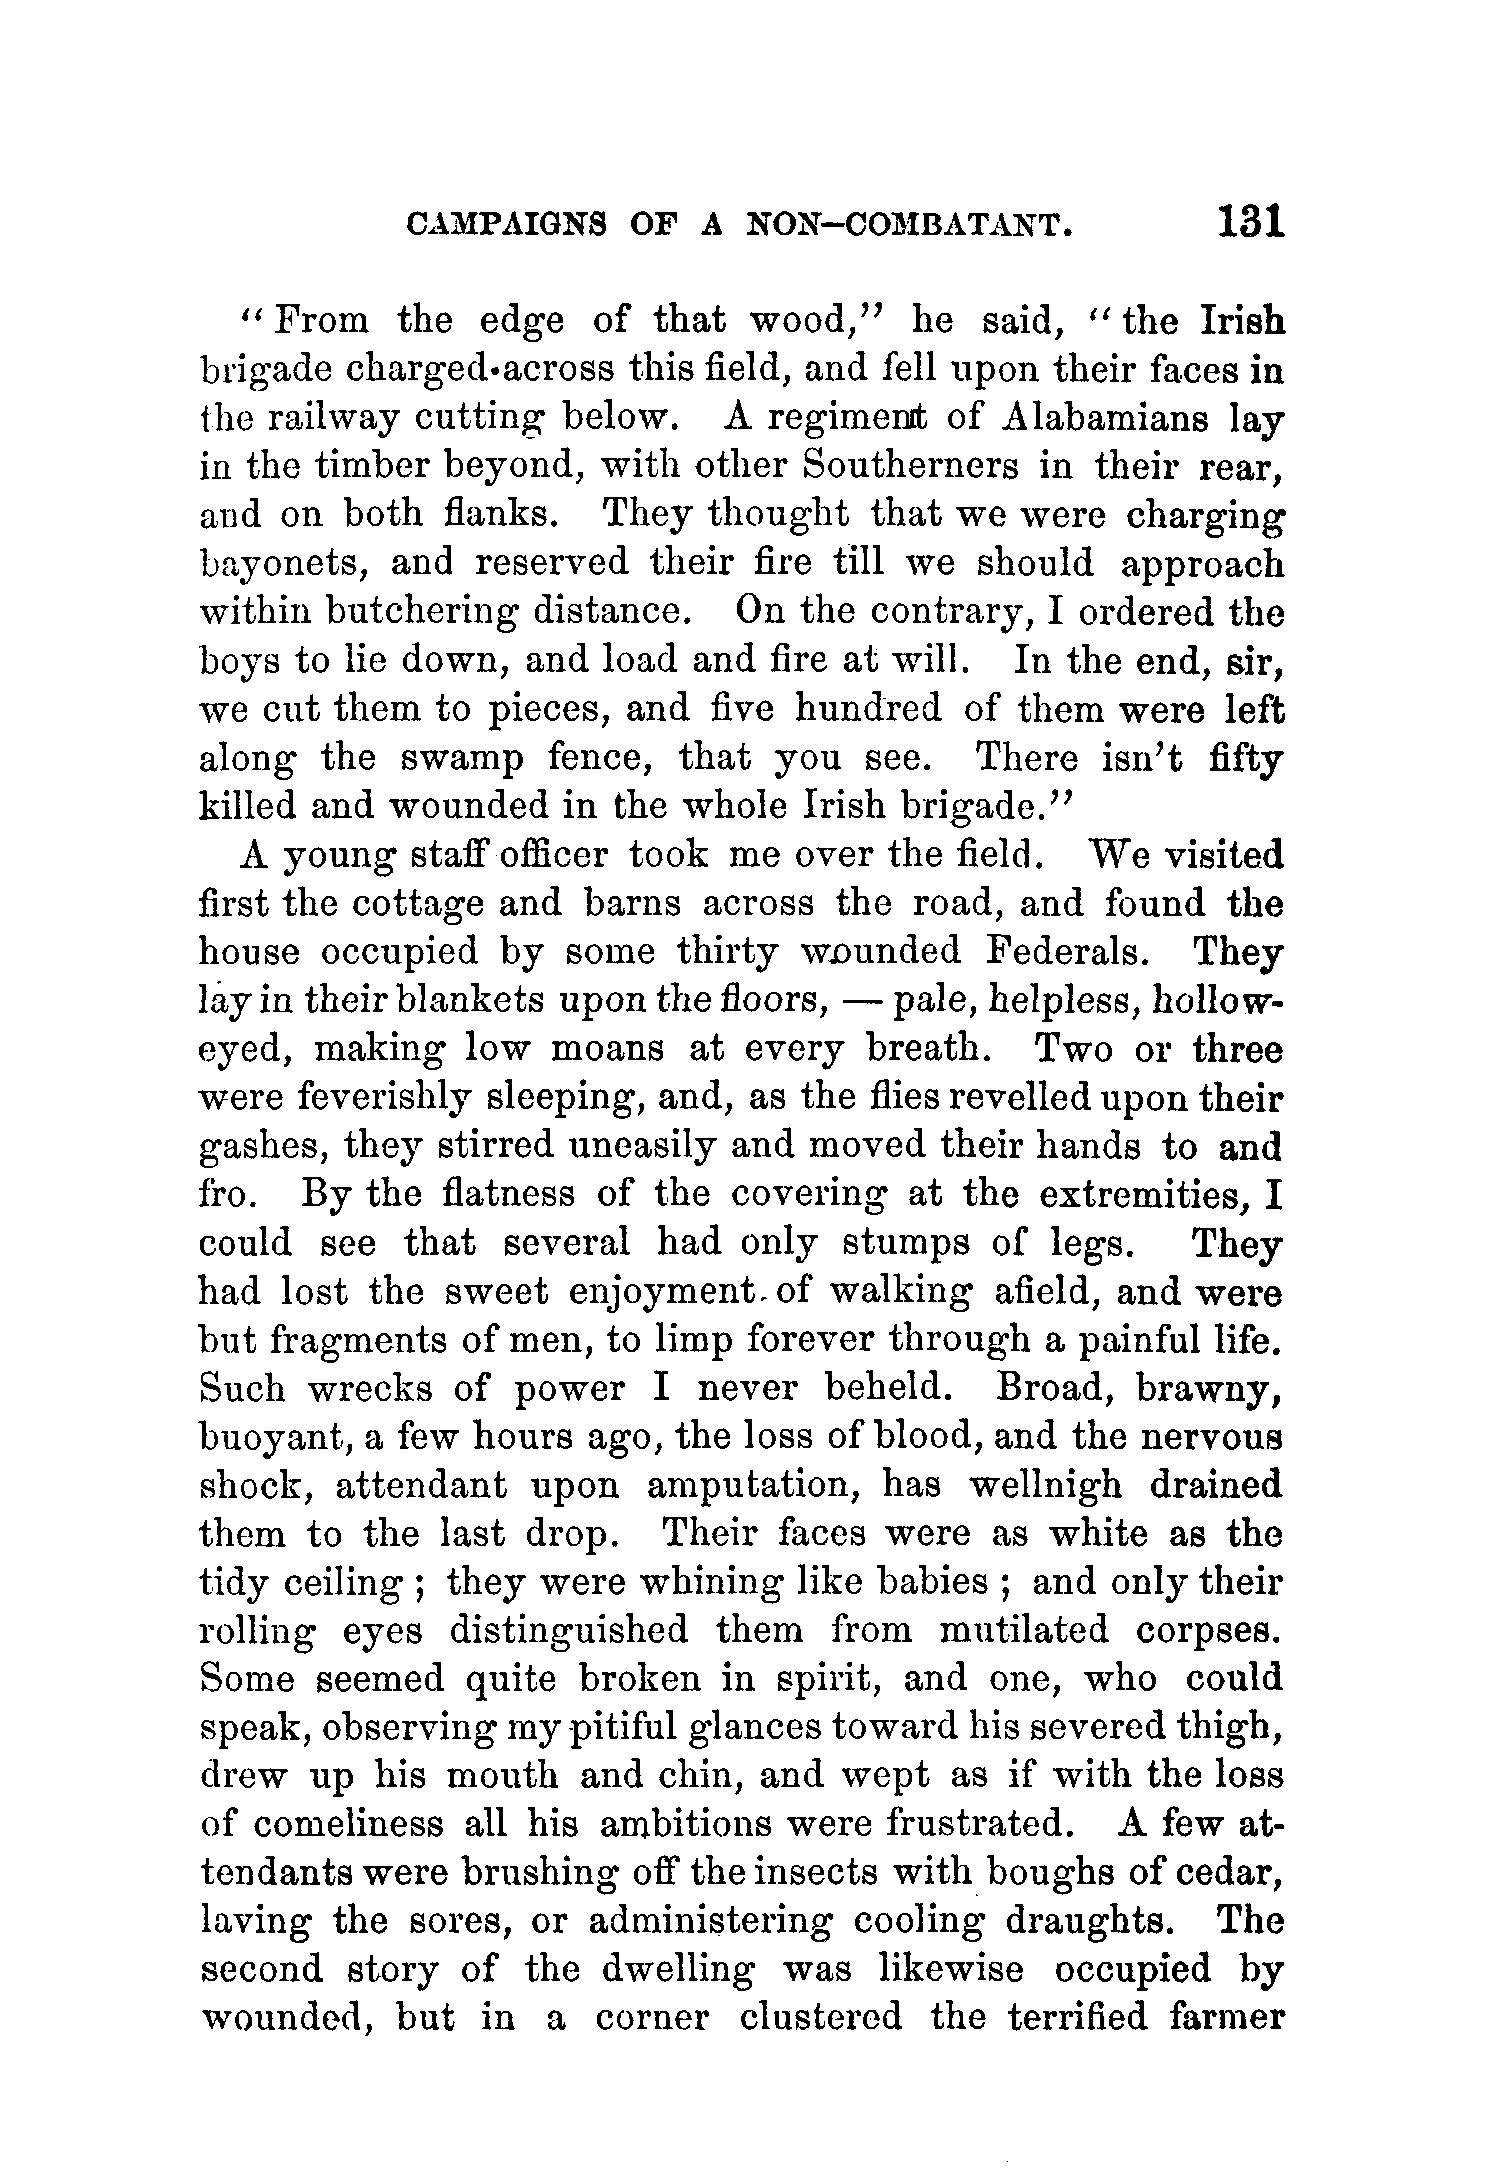 CAMPAIGNS OF A NON-COMBATANT. 131
"From the edge of that wood," he said, "the Irish
brigade charged across this field, and fell upon their faces in
the railway cutting below. A regiment of Alabamians lay
in the timber beyond, with other Southerners in their rear,
and on both flanks. They thought that we were charging
bayonets, and reserved their fire till we should approach
within butchering distance. On the contrary, I ordered the
boys to lie down, and load and fire at will. In the end, sir,
we cut them to pieces, and five hundred of them were left
along the swamp fence, that you see. There isn't fifty
killed and wounded in the whole Irish brigade."
A young staff officer took me over the field. We visited
first the cottage and barns across the road, and found the
house occupied by some thirty wounded Federals. They
lay in their blankets upon the floors, — pale, helpless, hollow-
eyed, making low moans at every breath. Two or three
were feverishly sleeping, and, as the flies revelled upon their
gashes, they stirred uneasily and moved their hands to and
fro. By the flatness of the covering at the extremities, I
could see that several had only stumps of legs. They
had lost the sweet enjoyment of walking afield, and were
but fragments of men, to limp forever through a painful life.
Such wrecks of power I never beheld. Broad, brawny,
buoyant, a few hours ago, the loss of blood, and the nervous
shock, attendant upon amputation, has wellnigh drained
them to the last drop. Their faces were as white as the
tidy ceiling ; they were whining like babies ; and only their
rolling eyes distinguished them from mutilated corpses.
Some seemed quite broken in spirit, and one, who could
speak, observing my pitiful glances toward his severed thigh,
drew up his mouth and chin, and wept as if with the loss
of comeliness all his ambitions were frustrated. A few at-
tendants were brushing off the insects with boughs of cedar,
laving the sores, or administering cooling draughts. The
second story of the dwelling was likewise occupied by
wounded, but in a corner clustered the terrified farmer